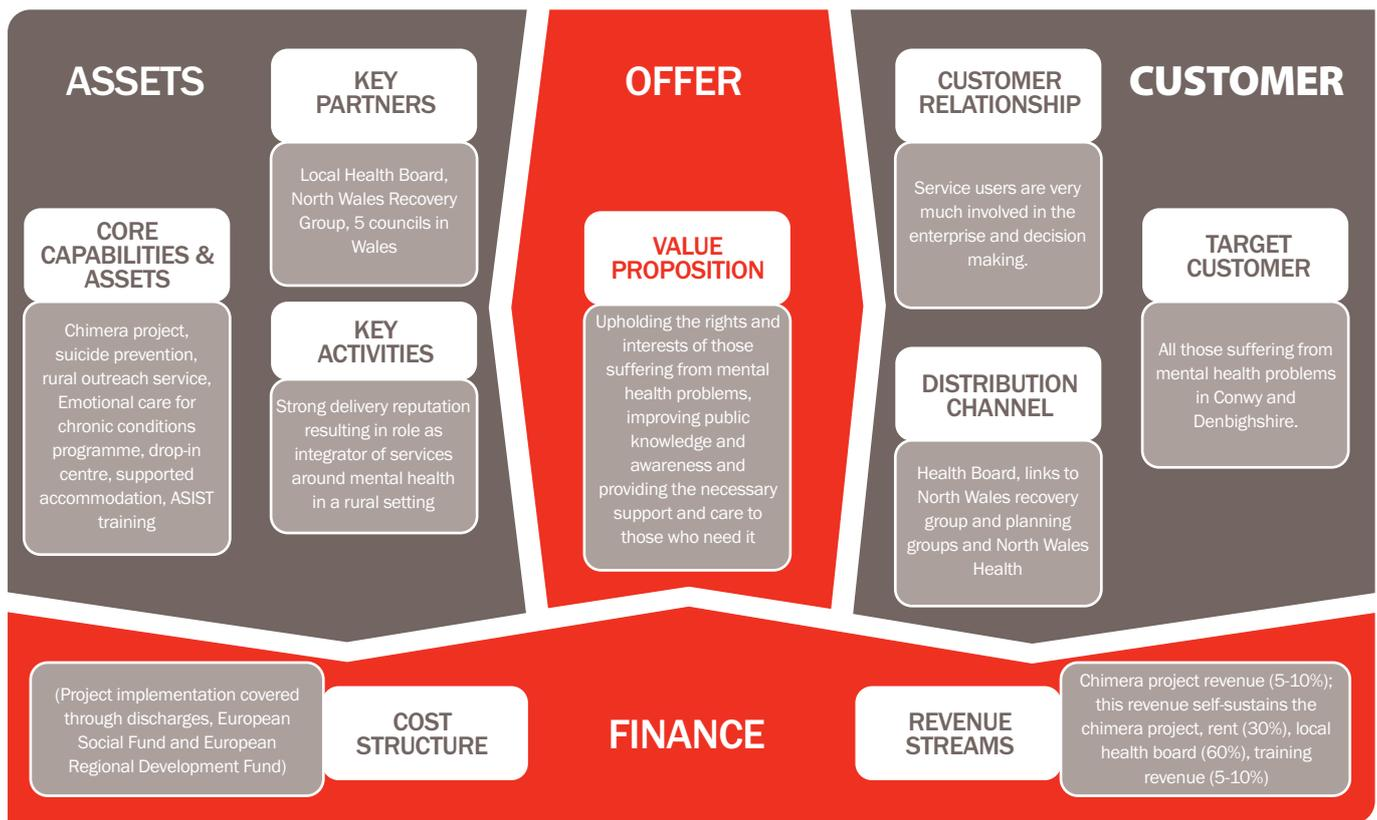 ASSETS
KEY
PARTNERS
Local Health Board,
North Wales Recovery
Group, 5 councils in
Wales
CORE
CAPABILITIES &
ASSETS
Chimera project,
suicide prevention,
rural outreach service,
Emotional care for
chronic conditions
programme, drop-in
centre, supported
accommodation, ASIST
training
KEY
ACTIVITIES
Strong delivery reputation
resulting in role as
integrator of services
around mental health
in a rural setting
OFFER
VALUE
PROPOSITION
Upholding the rights and
interests of those
suffering from mental
health problems,
improving public
knowledge and
awareness and
providing the necessary
support and care to
those who need it
CUSTOMER
RELATIONSHIP
Service users are very
much involved in the
enterprise and decision
making.
CUSTOMER
DISTRIBUTION
CHANNEL
Health Board, links to
North Wales recovery
group and planning
groups and North Wales
Health
TARGET
CUSTOMER
All those suffering from
mental health problems
in Conwy and
Denbighshire.
(Project implementation covered
through discharges, European
Social Fund and European
Regional Development Fund)
COST
STRUCTURE
FINANCE
REVENUE
STREAMS
Chimera project revenue (5-10%);
this revenue self-sustains the
chimera project, rent (30%), local
health board (60%), training
revenue (5-10%)